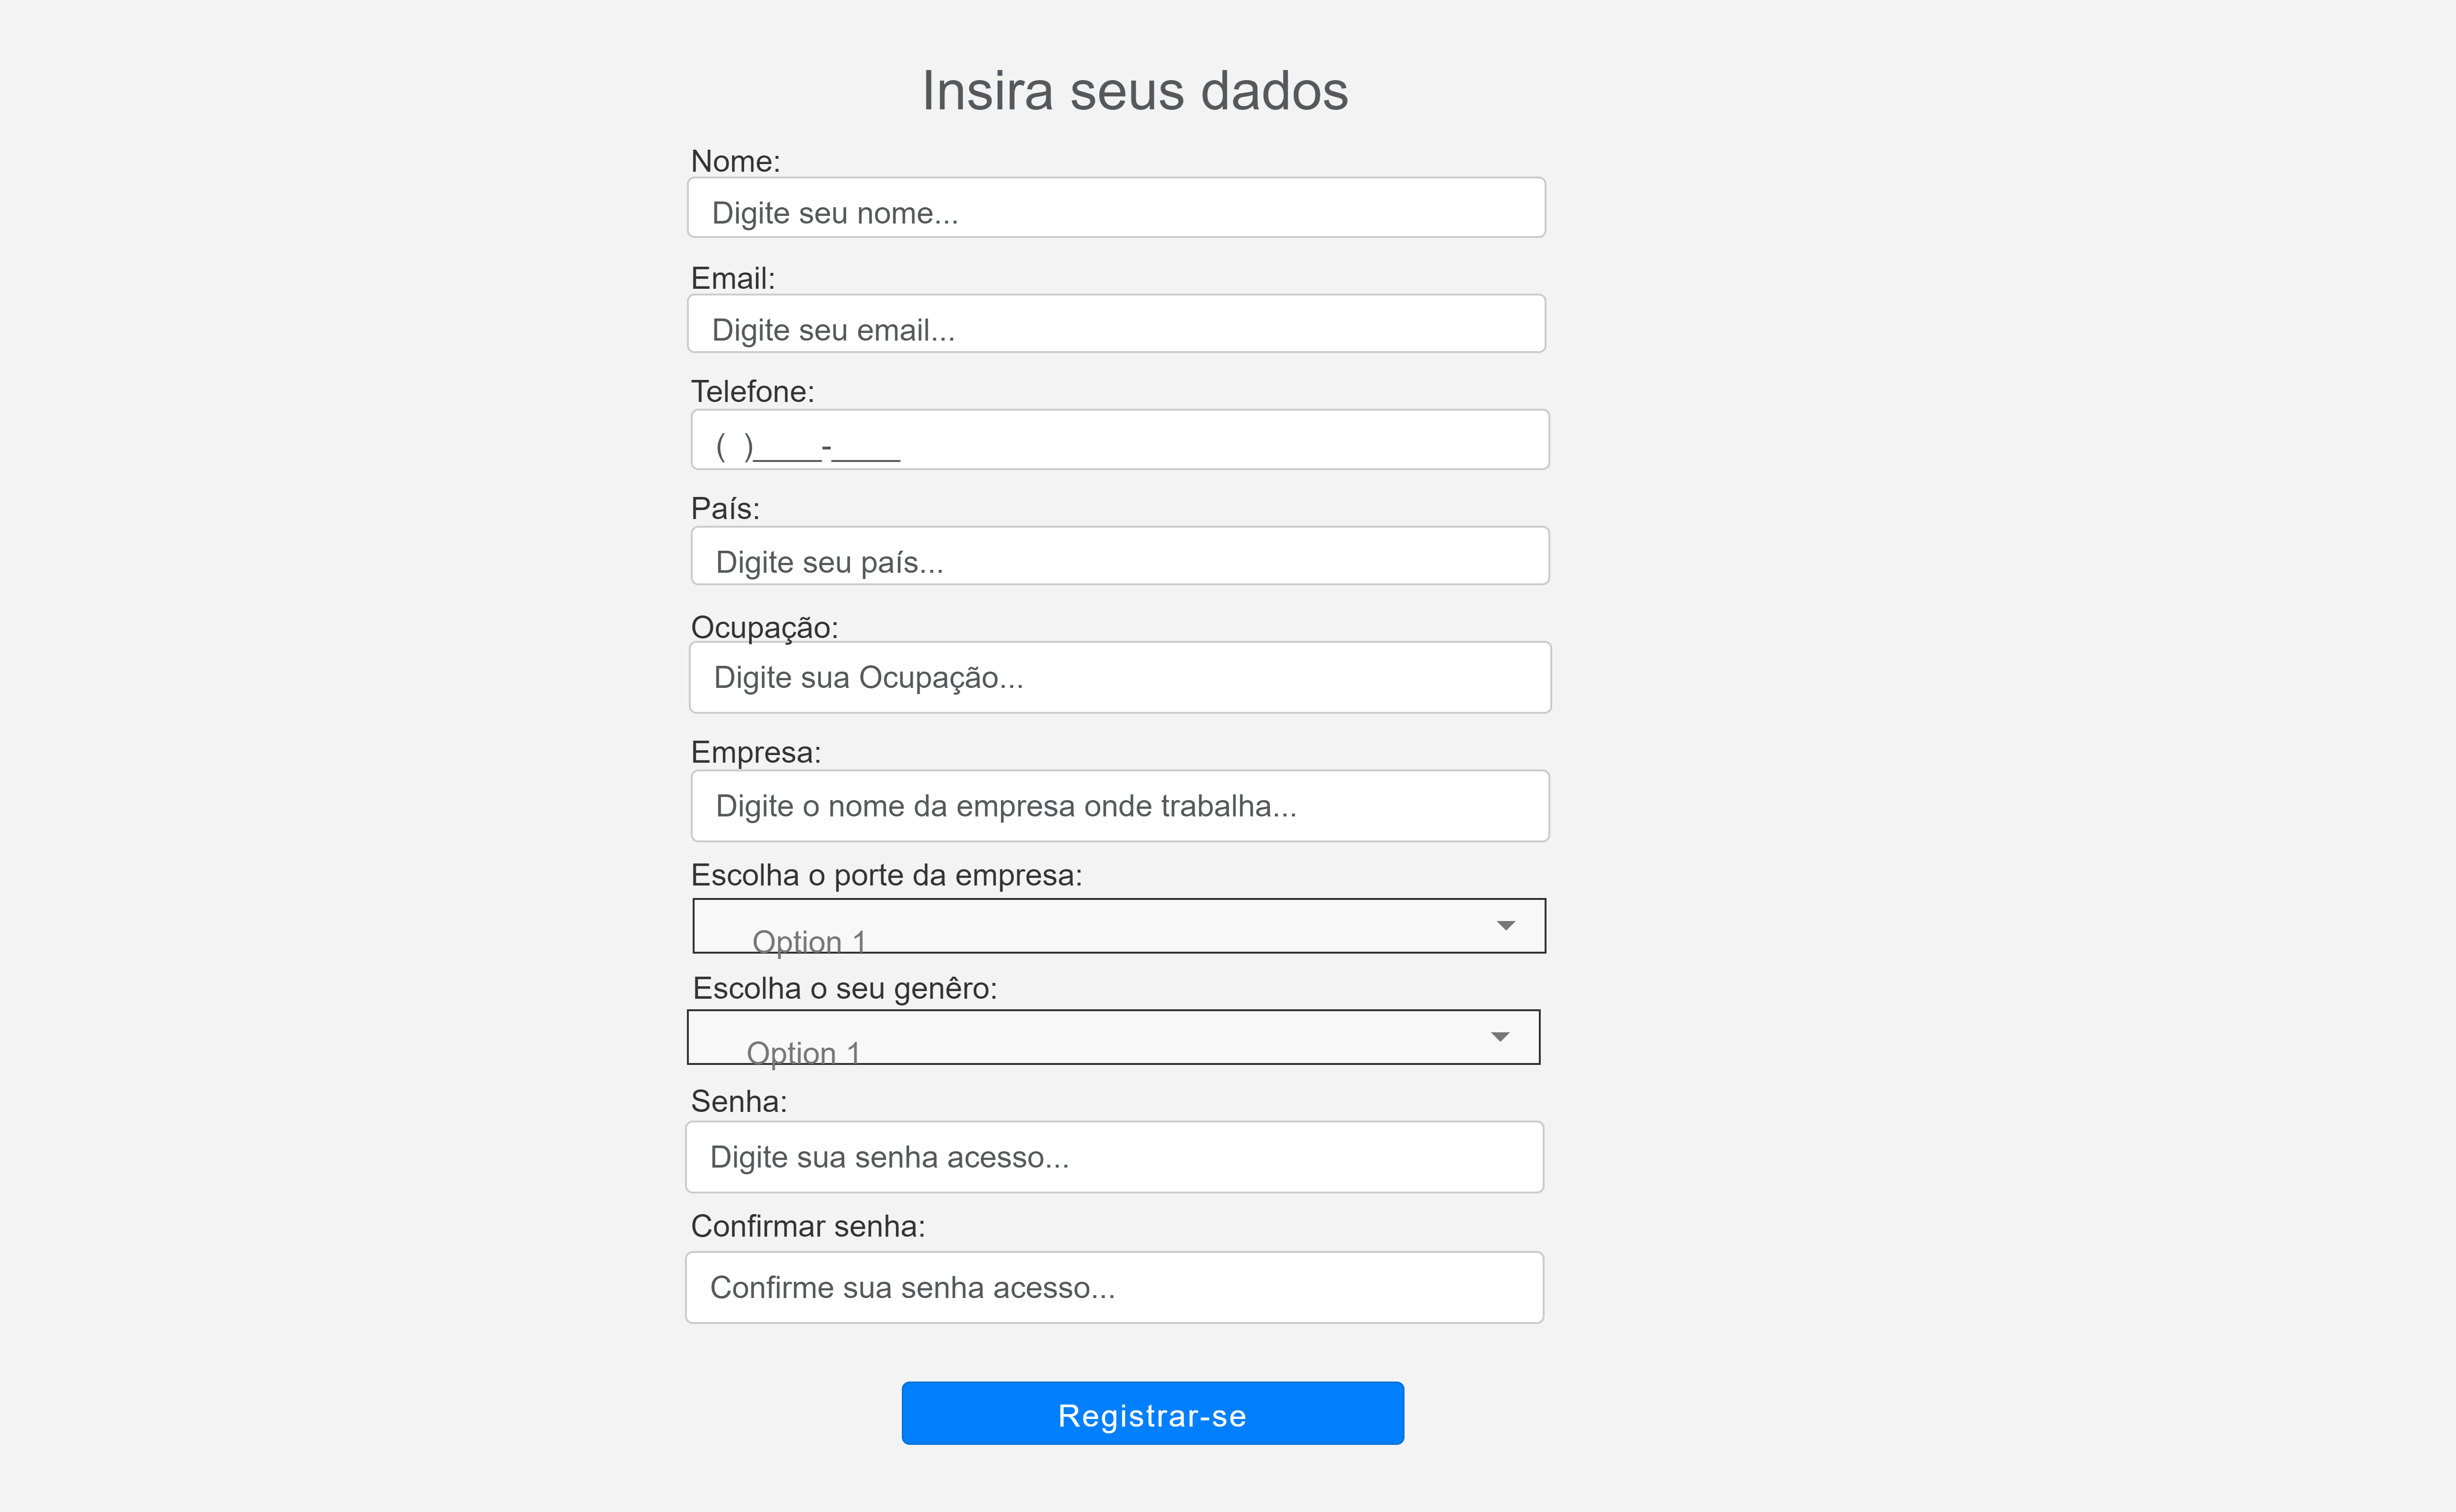 Insira seus dados
Nome:
Digite seu nome...
Email:
Digite seu email...
Telefone:
(  )____-____
País:
Digite seu país...
Ocupação:
Digite sua Ocupação...
Empresa:
Digite o nome da empresa onde trabalha...
Escolha o porte da empresa:
Option 1
Escolha o seu genêro:
Option 1
Senha:
Digite sua senha acesso...
Confirmar senha:
Confirme sua senha acesso...
Registrar-se